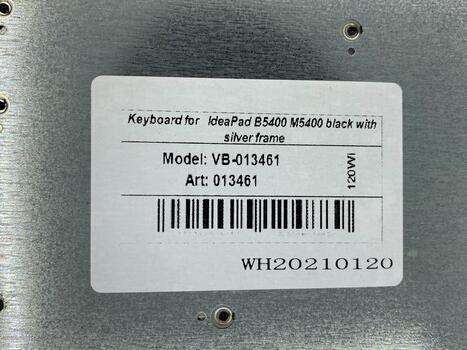 Keyboard for IdeaPad B5400 M5400 black with
silver frame
Model: VB-013461
Art: 013461
120Wi
WH20210120